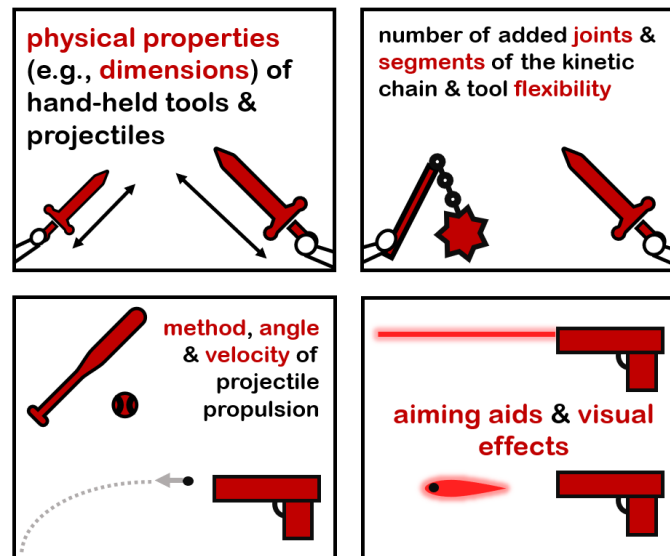 physical properties
(e.g., dimensions) of
hand-held tools &
projectiles
number of added joints &
segments of the kinetic
chain & tool flexibility
method, angle
& velocity of
projectile
propulsion
aiming aids & visual
effects